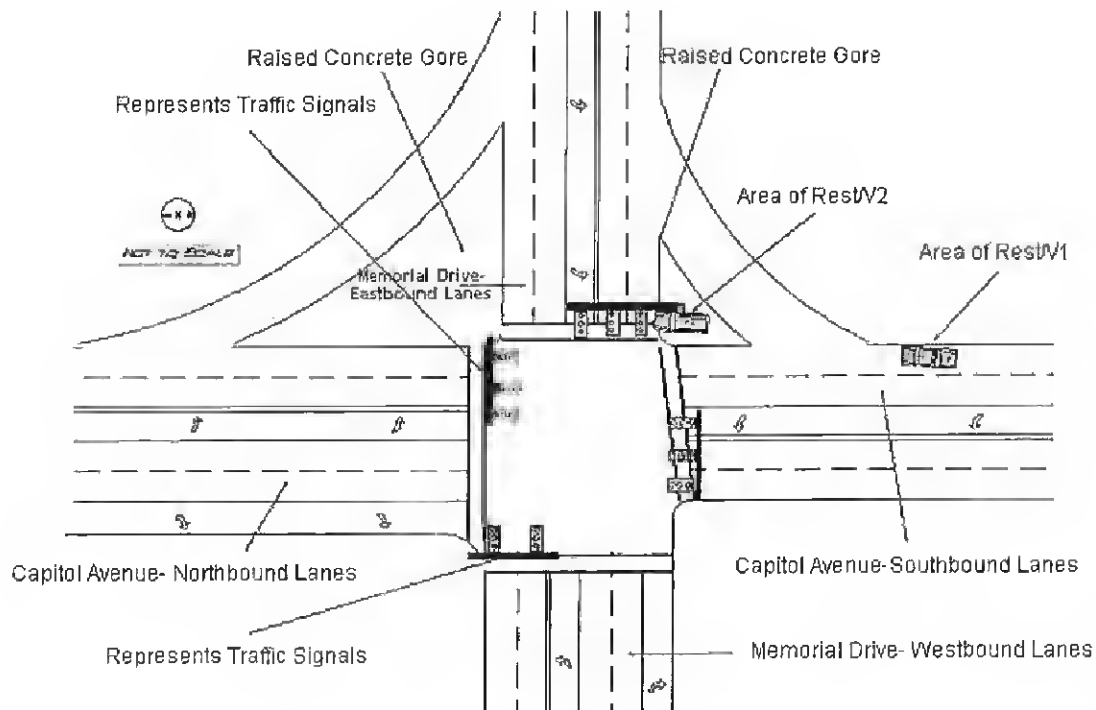 Raised Concrete Gore
Raised Concrete Gore
Represents Traffic Signals
Area of Rest/V2
NOT TO SCALE
Area of Rest/V1
Memorial Drive-
Eastbound Lanes
Capitol Avenue- Northbound Lanes
Capitol Avenue-Southbound Lanes
Represents Traffic Signals
Memorial Drive- Westbound Lanes